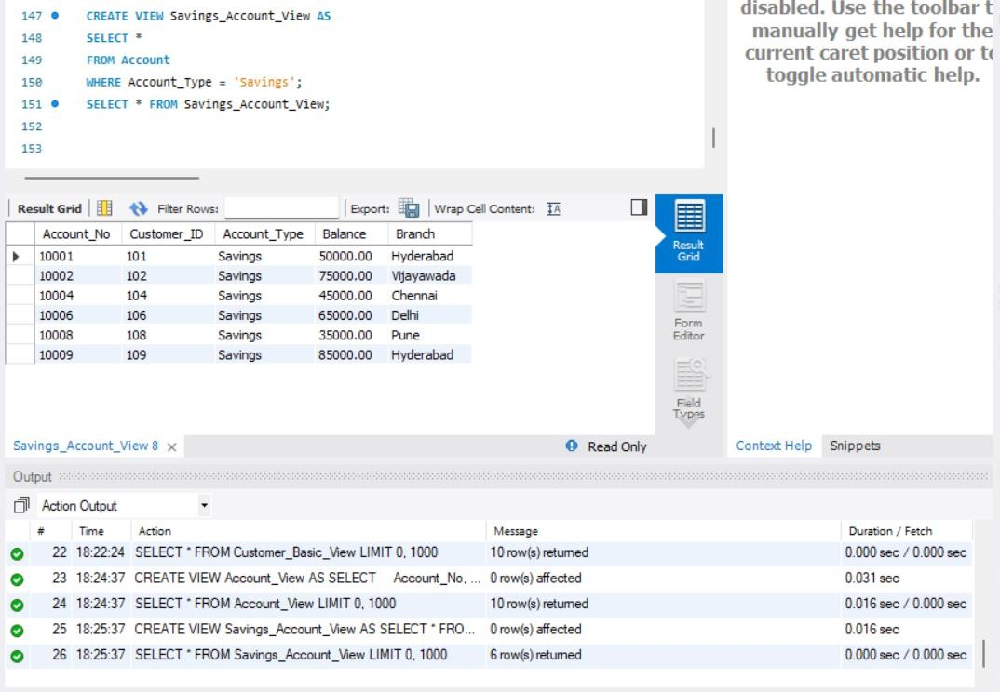 147 CREATE VIEW Savings_Account_View AS
148 SELECT *
149 FROM Account
150 WHERE Account_Type = 'Savings';
151 SELECT * FROM Savings_Account_View;
152
153
disabled. Use the toolbar t
manually get help for the
current caret position or to
toggle automatic help.
Result Grid Filter Rows: Export: Wrap Cell Content: IA
Account_No Customer_ID Account_Type Balance Branch
10001 101 Savings 50000.00 Hyderabad
10002 102 Savings 75000.00 Vijayawada
10004 104 Savings 45000.00 Chennai
10006 106 Savings 65000.00 Delhi
10008 108 Savings 35000.00 Pune
10009 109 Savings 85000.00 Hyderabad
Result
Grid
Form
Editor
Field
Types
Savings_Account_View 8 Read Only
Context Help Snippets
Output
Action Output
# Time Action Message Duration / Fetch
22 18:22:24 SELECT * FROM Customer_Basic_View LIMIT 0, 1000 10 row(s) returned 0.000 sec / 0.000 sec
23 18:24:37 CREATE VIEW Account_View AS SELECT Account_No, ... 0 row(s) affected 0.031 sec
24 18:24:37 SELECT * FROM Account_View LIMIT 0, 1000 10 row(s) returned 0.016 sec / 0.000 sec
25 18:25:37 CREATE VIEW Savings_Account_View AS SELECT * FRO... 0 row(s) affected 0.016 sec
26 18:25:37 SELECT * FROM Savings_Account_View LIMIT 0, 1000 6 row(s) returned 0.000 sec / 0.000 sec